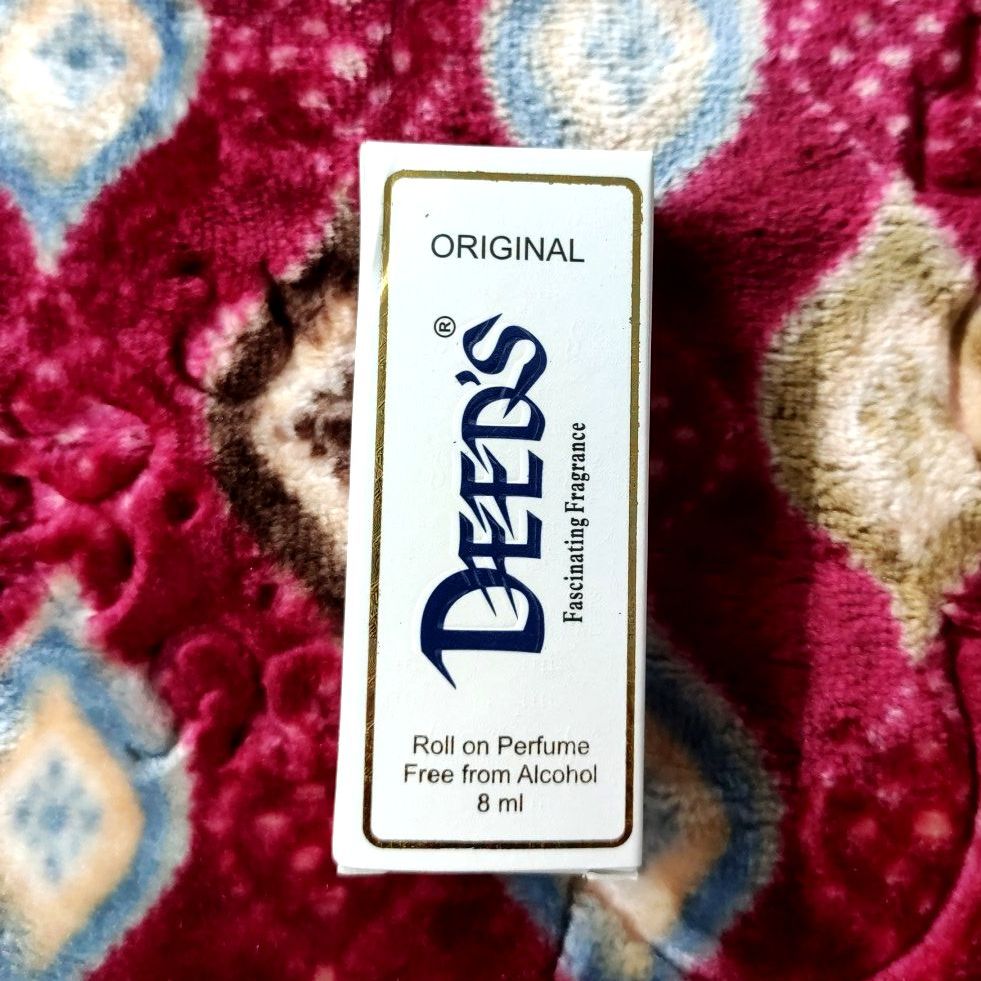 ORIGINAL
DEED'S ®
Fascinating Fragrance
Roll on Perfume
Free from Alcohol
8 ml